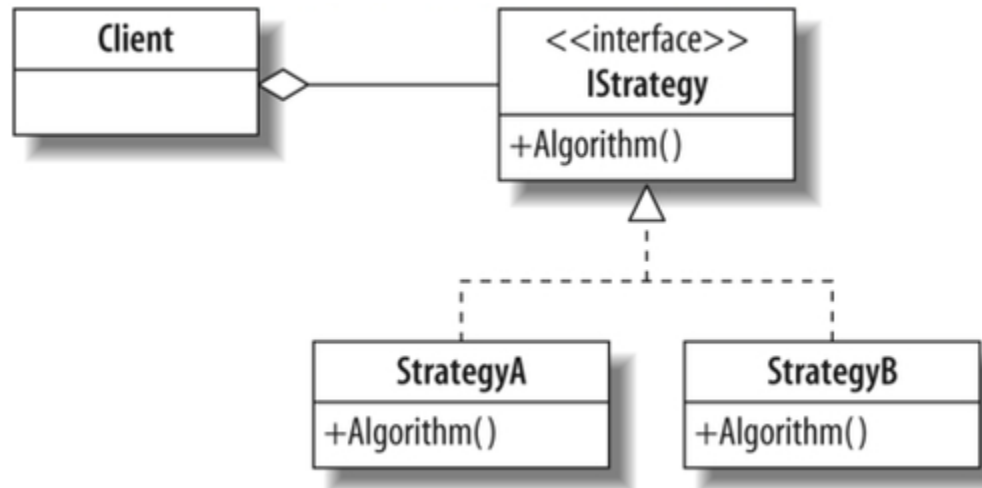 Client
<<interface>>
IStrategy
+Algorithm()
StrategyA
+Algorithm()
StrategyB
+Algorithm()